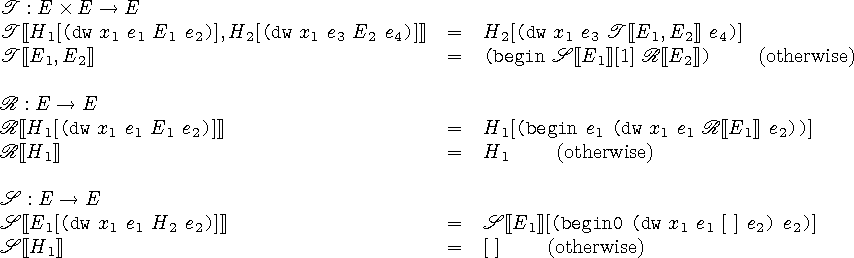 𝒯 : E × E → E
𝒯⟦H₁[(dw x₁ e₁ E₁ e₂)], H₂[(dw x₁ e₃ E₂ e₄)]⟧ = H₂[(dw x₁ e₃ 𝒯⟦E₁, E₂⟧ e₄)]
𝒯⟦E₁, E₂⟧ = (begin 𝒮⟦E₁⟧[1] ℛ⟦E₂⟧) (otherwise)
ℛ : E → E
ℛ⟦H₁[(dw x₁ e₁ E₁ e₂)]⟧ = H₁[(begin e₁ (dw x₁ e₁ ℛ⟦E₁⟧ e₂))]
ℛ⟦H₁⟧ = H₁ (otherwise)
𝒮 : E → E
𝒮⟦E₁[(dw x₁ e₁ H₂ e₂)]⟧ = 𝒮⟦E₁⟧[(begin0 (dw x₁ e₁ [ ] e₂) e₂)]
𝒮⟦H₁⟧ = [ ] (otherwise)